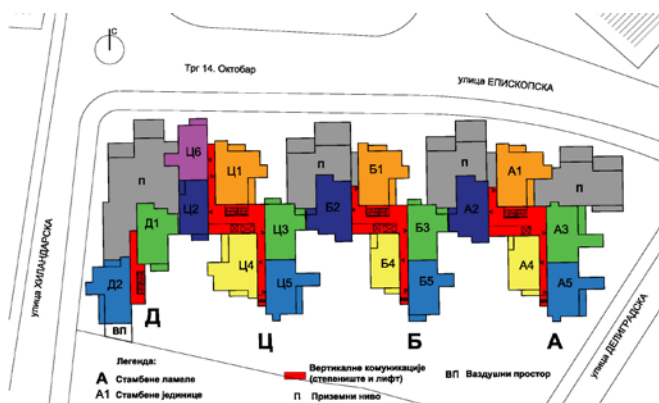 С
Трг 14. Октобар
улица ЕПИСКОПСКА
улица ХИЛАНДАРСКА
улица ДЕЛИГРАДСКА
П
П
П
П
Ц6
Ц1
Б1
А1
Ц2
Б2
А2
Д1
Ц3
Б3
А3
Ц4
Б4
А4
Д2
Ц5
Б5
А5
ВП
Д
Ц
Б
А
Легенда:
А Стамбене ламеле
А1 Стамбене јединице
Вертикалне комуникације
(степениште и лифт)
П Приземни ниво
ВП Ваздушни простор